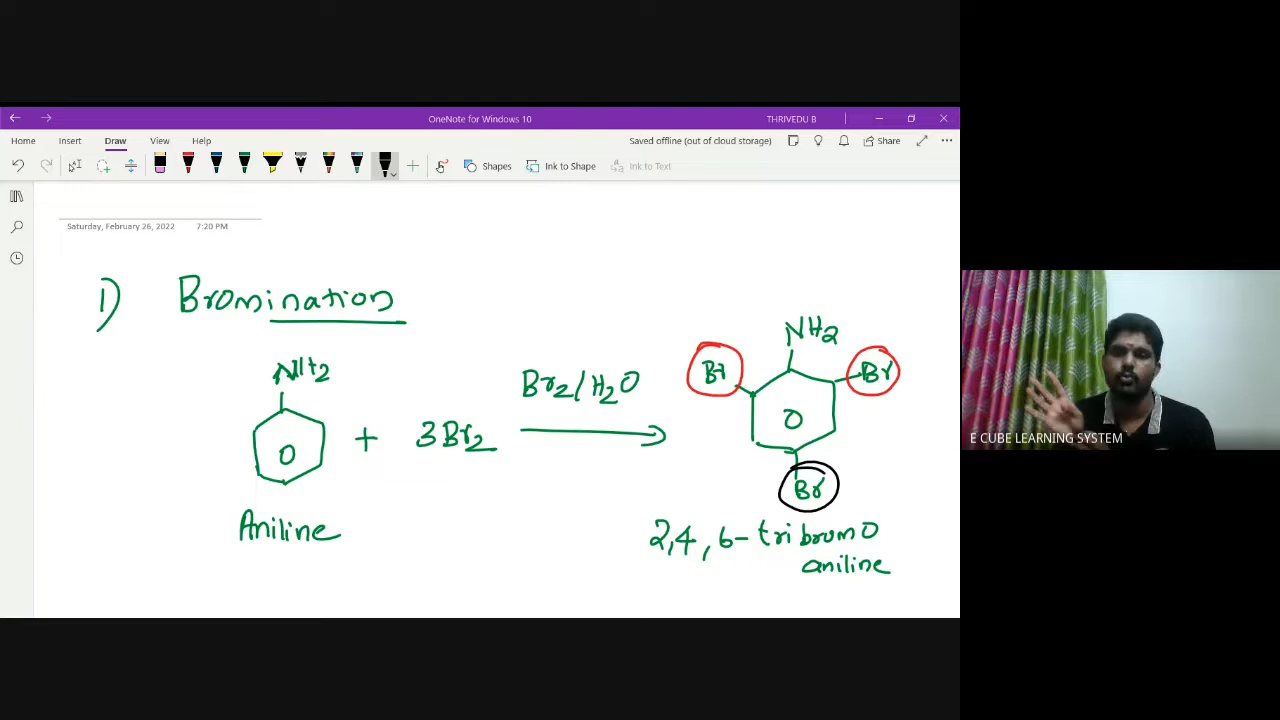 OneNote for Windows 10
THRIVEDU B
Home Insert Draw View Help
Saved offline (out of cloud storage) Share
Shapes Ink to Shape Ink to Text
Saturday, February 26, 2022 7:20 PM
1) Bromination
NH2
Br2/H2O
NH2
Br
Br
+ 3Br2
Br
Aniline
2,4,6-tribromo
aniline
E CUBE LEARNING SYSTEM